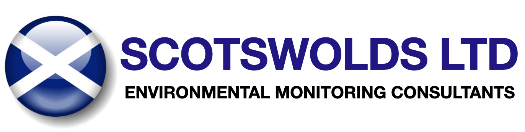 SCOTSWOLDS LTD
ENVIRONMENTAL MONITORING CONSULTANTS